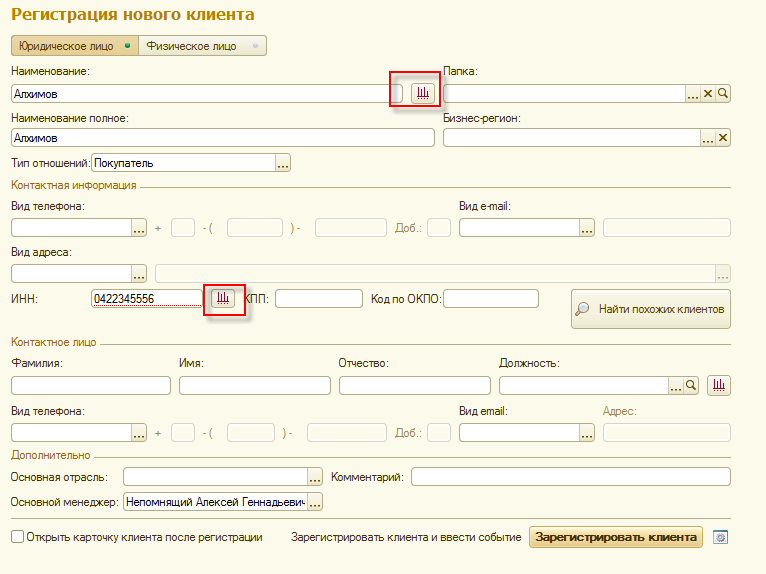 Регистрация нового клиента
Юридическое лицо Физическое лицо
Наименование: Папка:
Алхимов
Наименование полное: Бизнес-регион:
Алхимов
Тип отношений: Покупатель
Контактная информация
Вид телефона: Вид e-mail:
+ - ( ) - Доб.:
Вид адреса:
ИНН: 0422345556 КПП: Код по ОКПО: Найти похожих клиентов
Контактное лицо
Фамилия: Имя: Отчество: Должность:
Вид телефона: Вид email: Адрес:
+ - ( ) - Доб.:
Дополнительно
Основная отрасль: Комментарий:
Основной менеджер: Непомнящий Алексей Геннадьевич
Открыть карточку клиента после регистрации Зарегистрировать клиента и ввести событие Зарегистрировать клиента